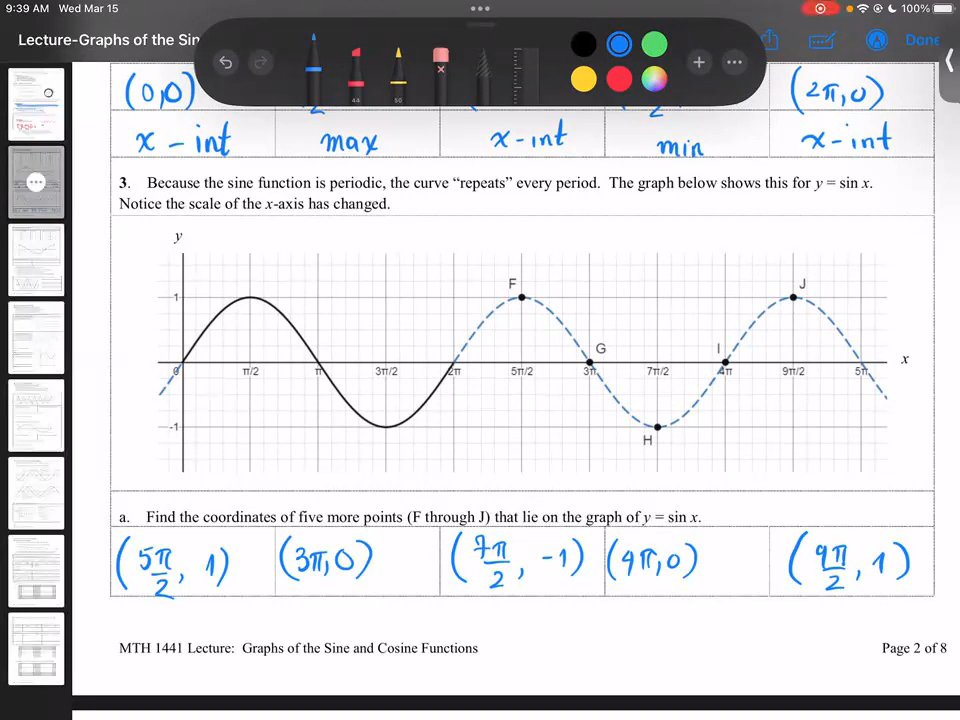 9:39 AM Wed Mar 15
100%
Lecture-Graphs of the Sin
Done
44
50
(0,0)
2
2
(2π,0)
x-int
max
x-int
min
x-int
3. Because the sine function is periodic, the curve “repeats” every period. The graph below shows this for y = sin x.
Notice the scale of the x-axis has changed.
y
F
J
1
G
I
x
0
π/2
π
3π/2
2π
5π/2
3π
7π/2
4π
9π/2
5π
-1
H
a. Find the coordinates of five more points (F through J) that lie on the graph of y = sin x.
(5π/2, 1)
(3π,0)
(7π/2, -1)
(4π,0)
(9π/2, 1)
MTH 1441 Lecture: Graphs of the Sine and Cosine Functions
Page 2 of 8